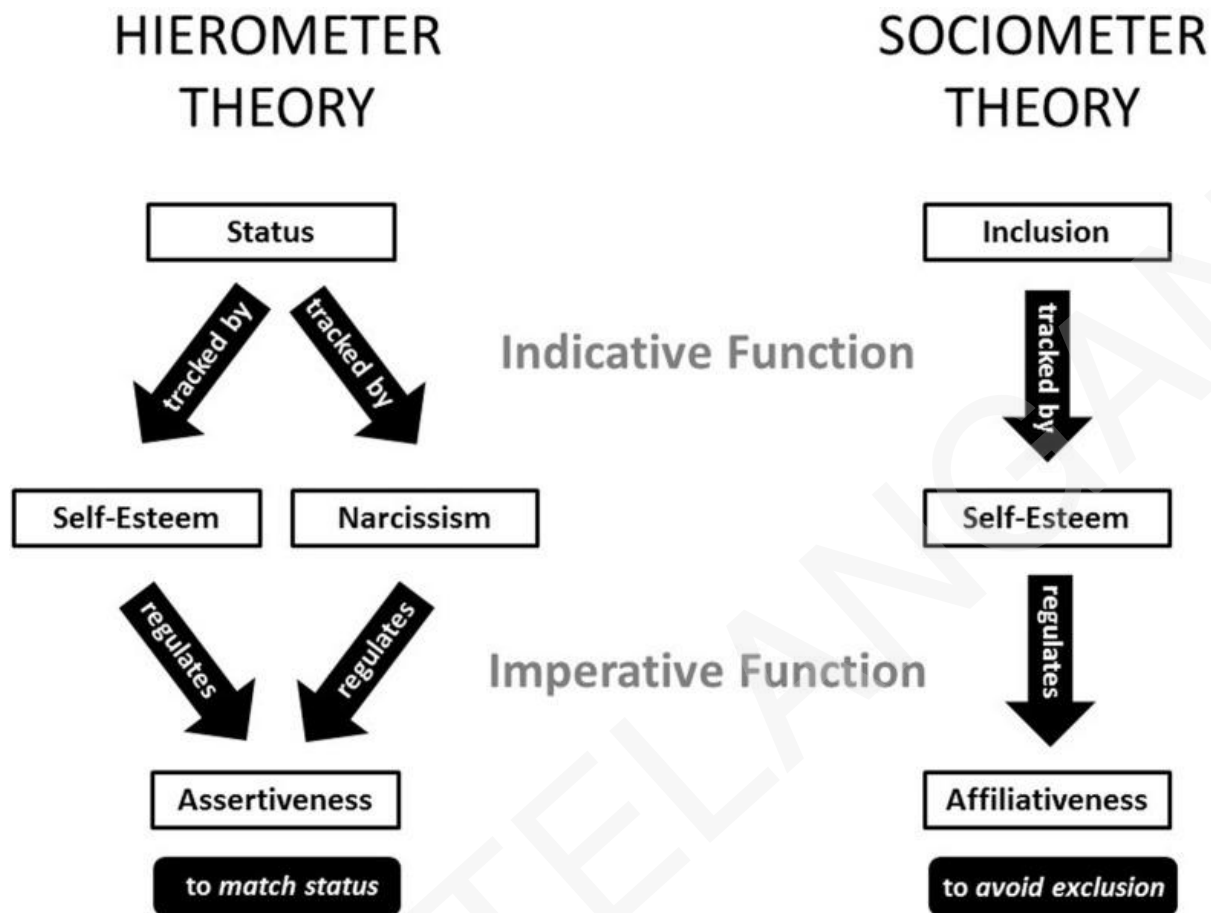 HIEROMETER
THEORY
SOCIOMETER
THEORY
Status
Inclusion
tracked by
tracked by
Indicative Function
tracked by
Self-Esteem
Narcissism
Self-Esteem
regulates
regulates
Imperative Function
regulates
Assertiveness
Affiliativeness
to match status
to avoid exclusion
TELANGAN